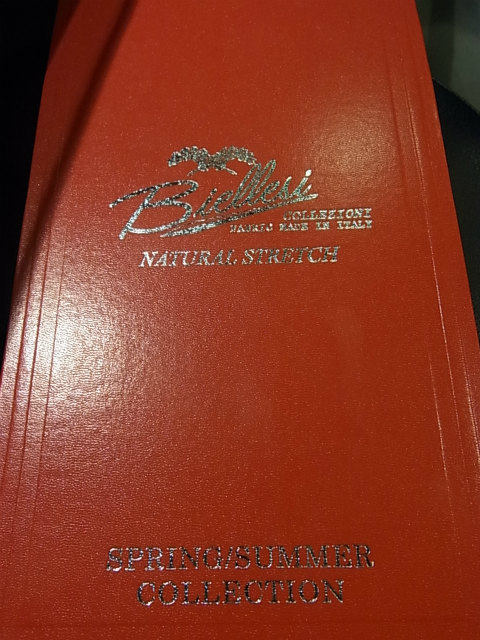 Biellesi
COLLEZIONI
FABRIC MADE IN ITALY
NATURAL STRETCH
SPRING/SUMMER
COLLECTION